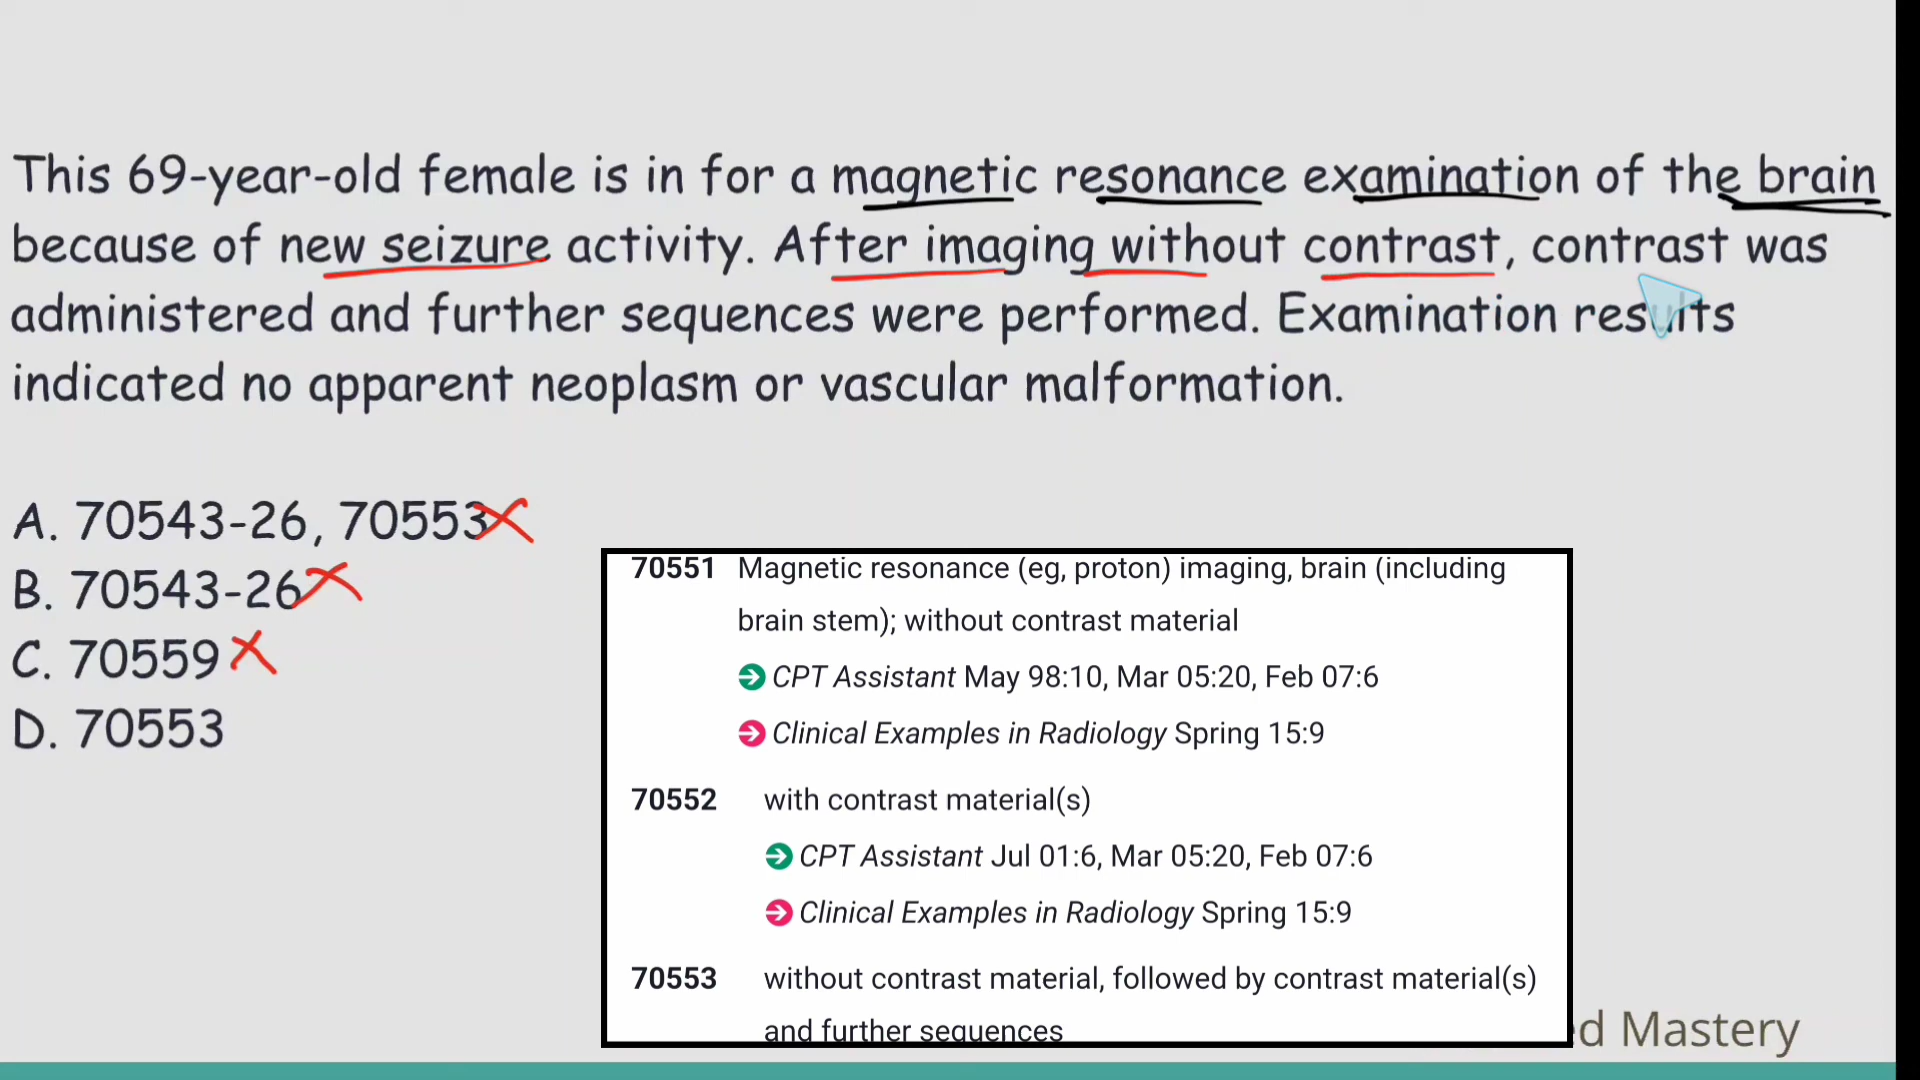 This 69-year-old female is in for a magnetic resonance examination of the brain
because of new seizure activity. After imaging without contrast, contrast was
administered and further sequences were performed. Examination results
indicated no apparent neoplasm or vascular malformation.
A. 70543-26, 70553
B. 70543-26
C. 70559
D. 70553
70551 Magnetic resonance (eg, proton) imaging, brain (including
brain stem); without contrast material
CPT Assistant May 98:10, Mar 05:20, Feb 07:6
Clinical Examples in Radiology Spring 15:9
70552 with contrast material(s)
CPT Assistant Jul 01:6, Mar 05:20, Feb 07:6
Clinical Examples in Radiology Spring 15:9
70553 without contrast material, followed by contrast material(s)
and further sequences
Mastery